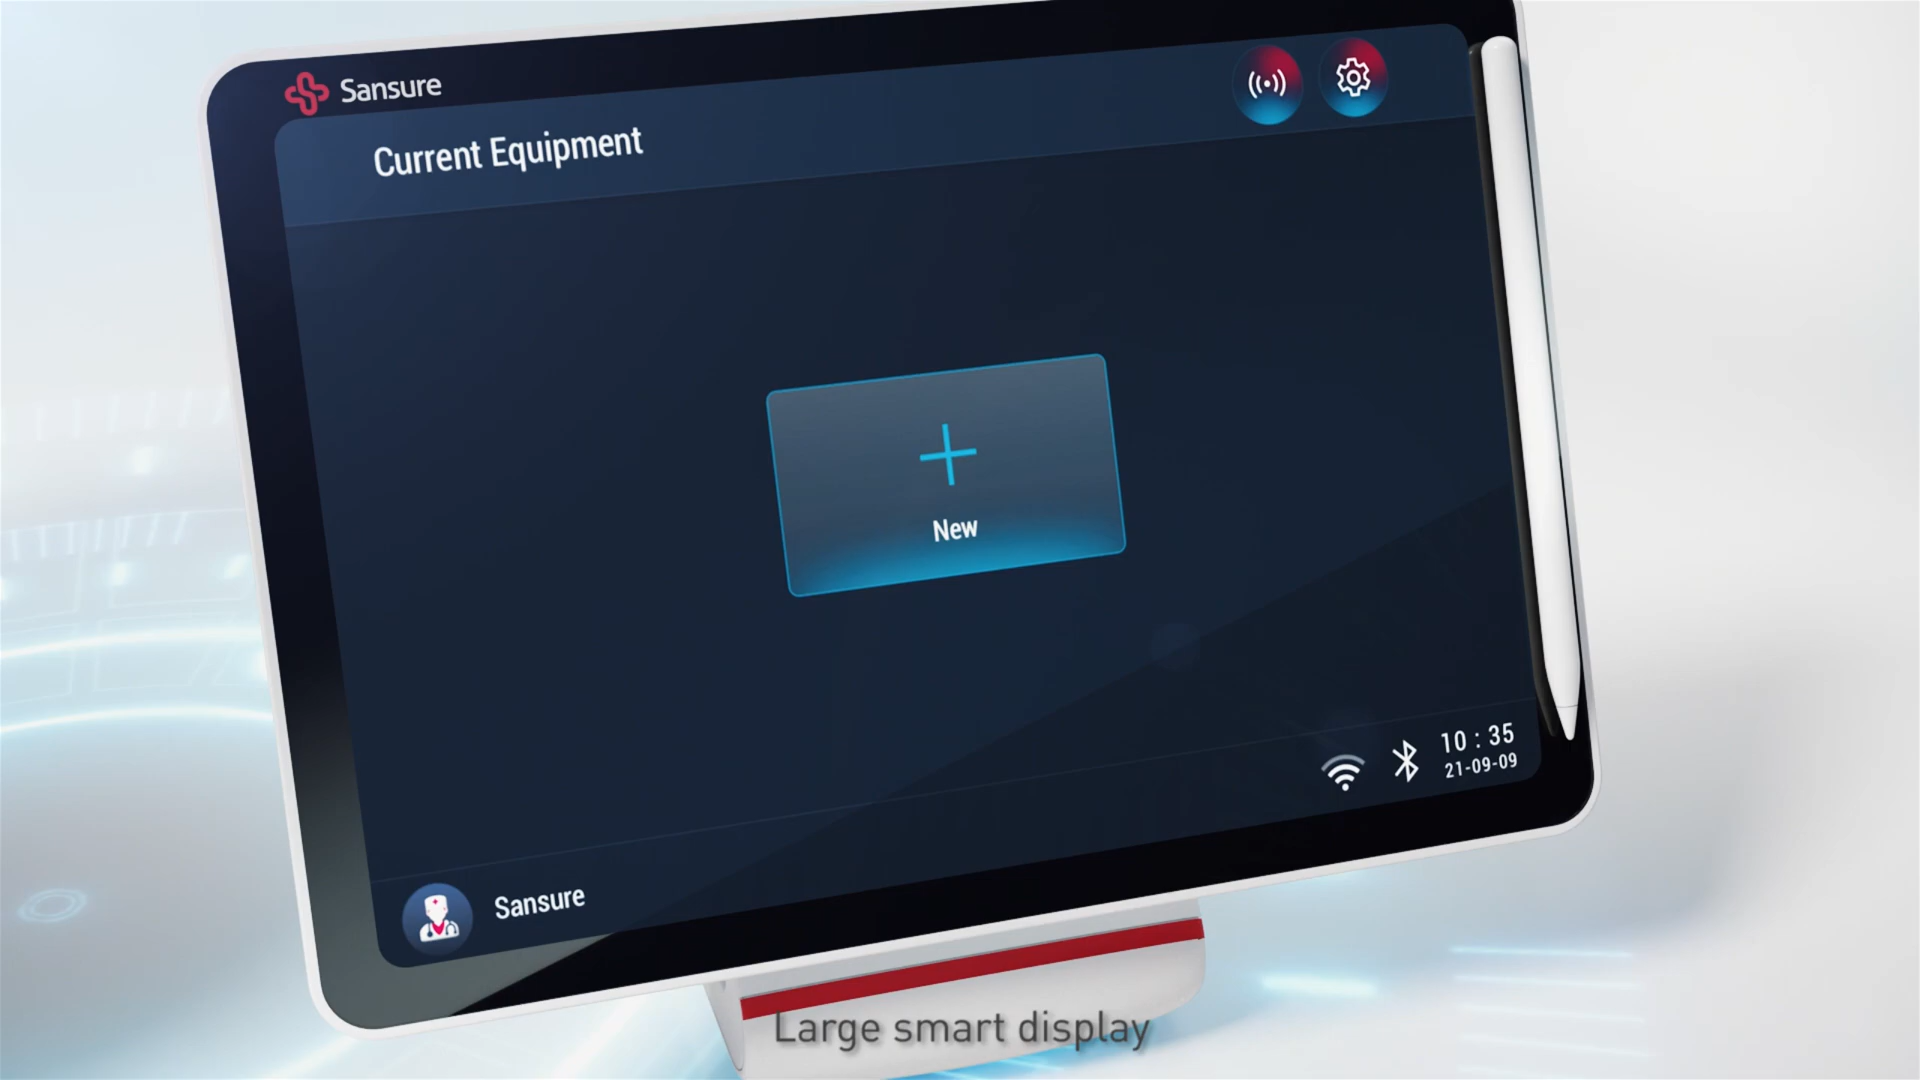 Sansure
Current Equipment
New
10 : 35
21-09-09
Sansure
Large smart display